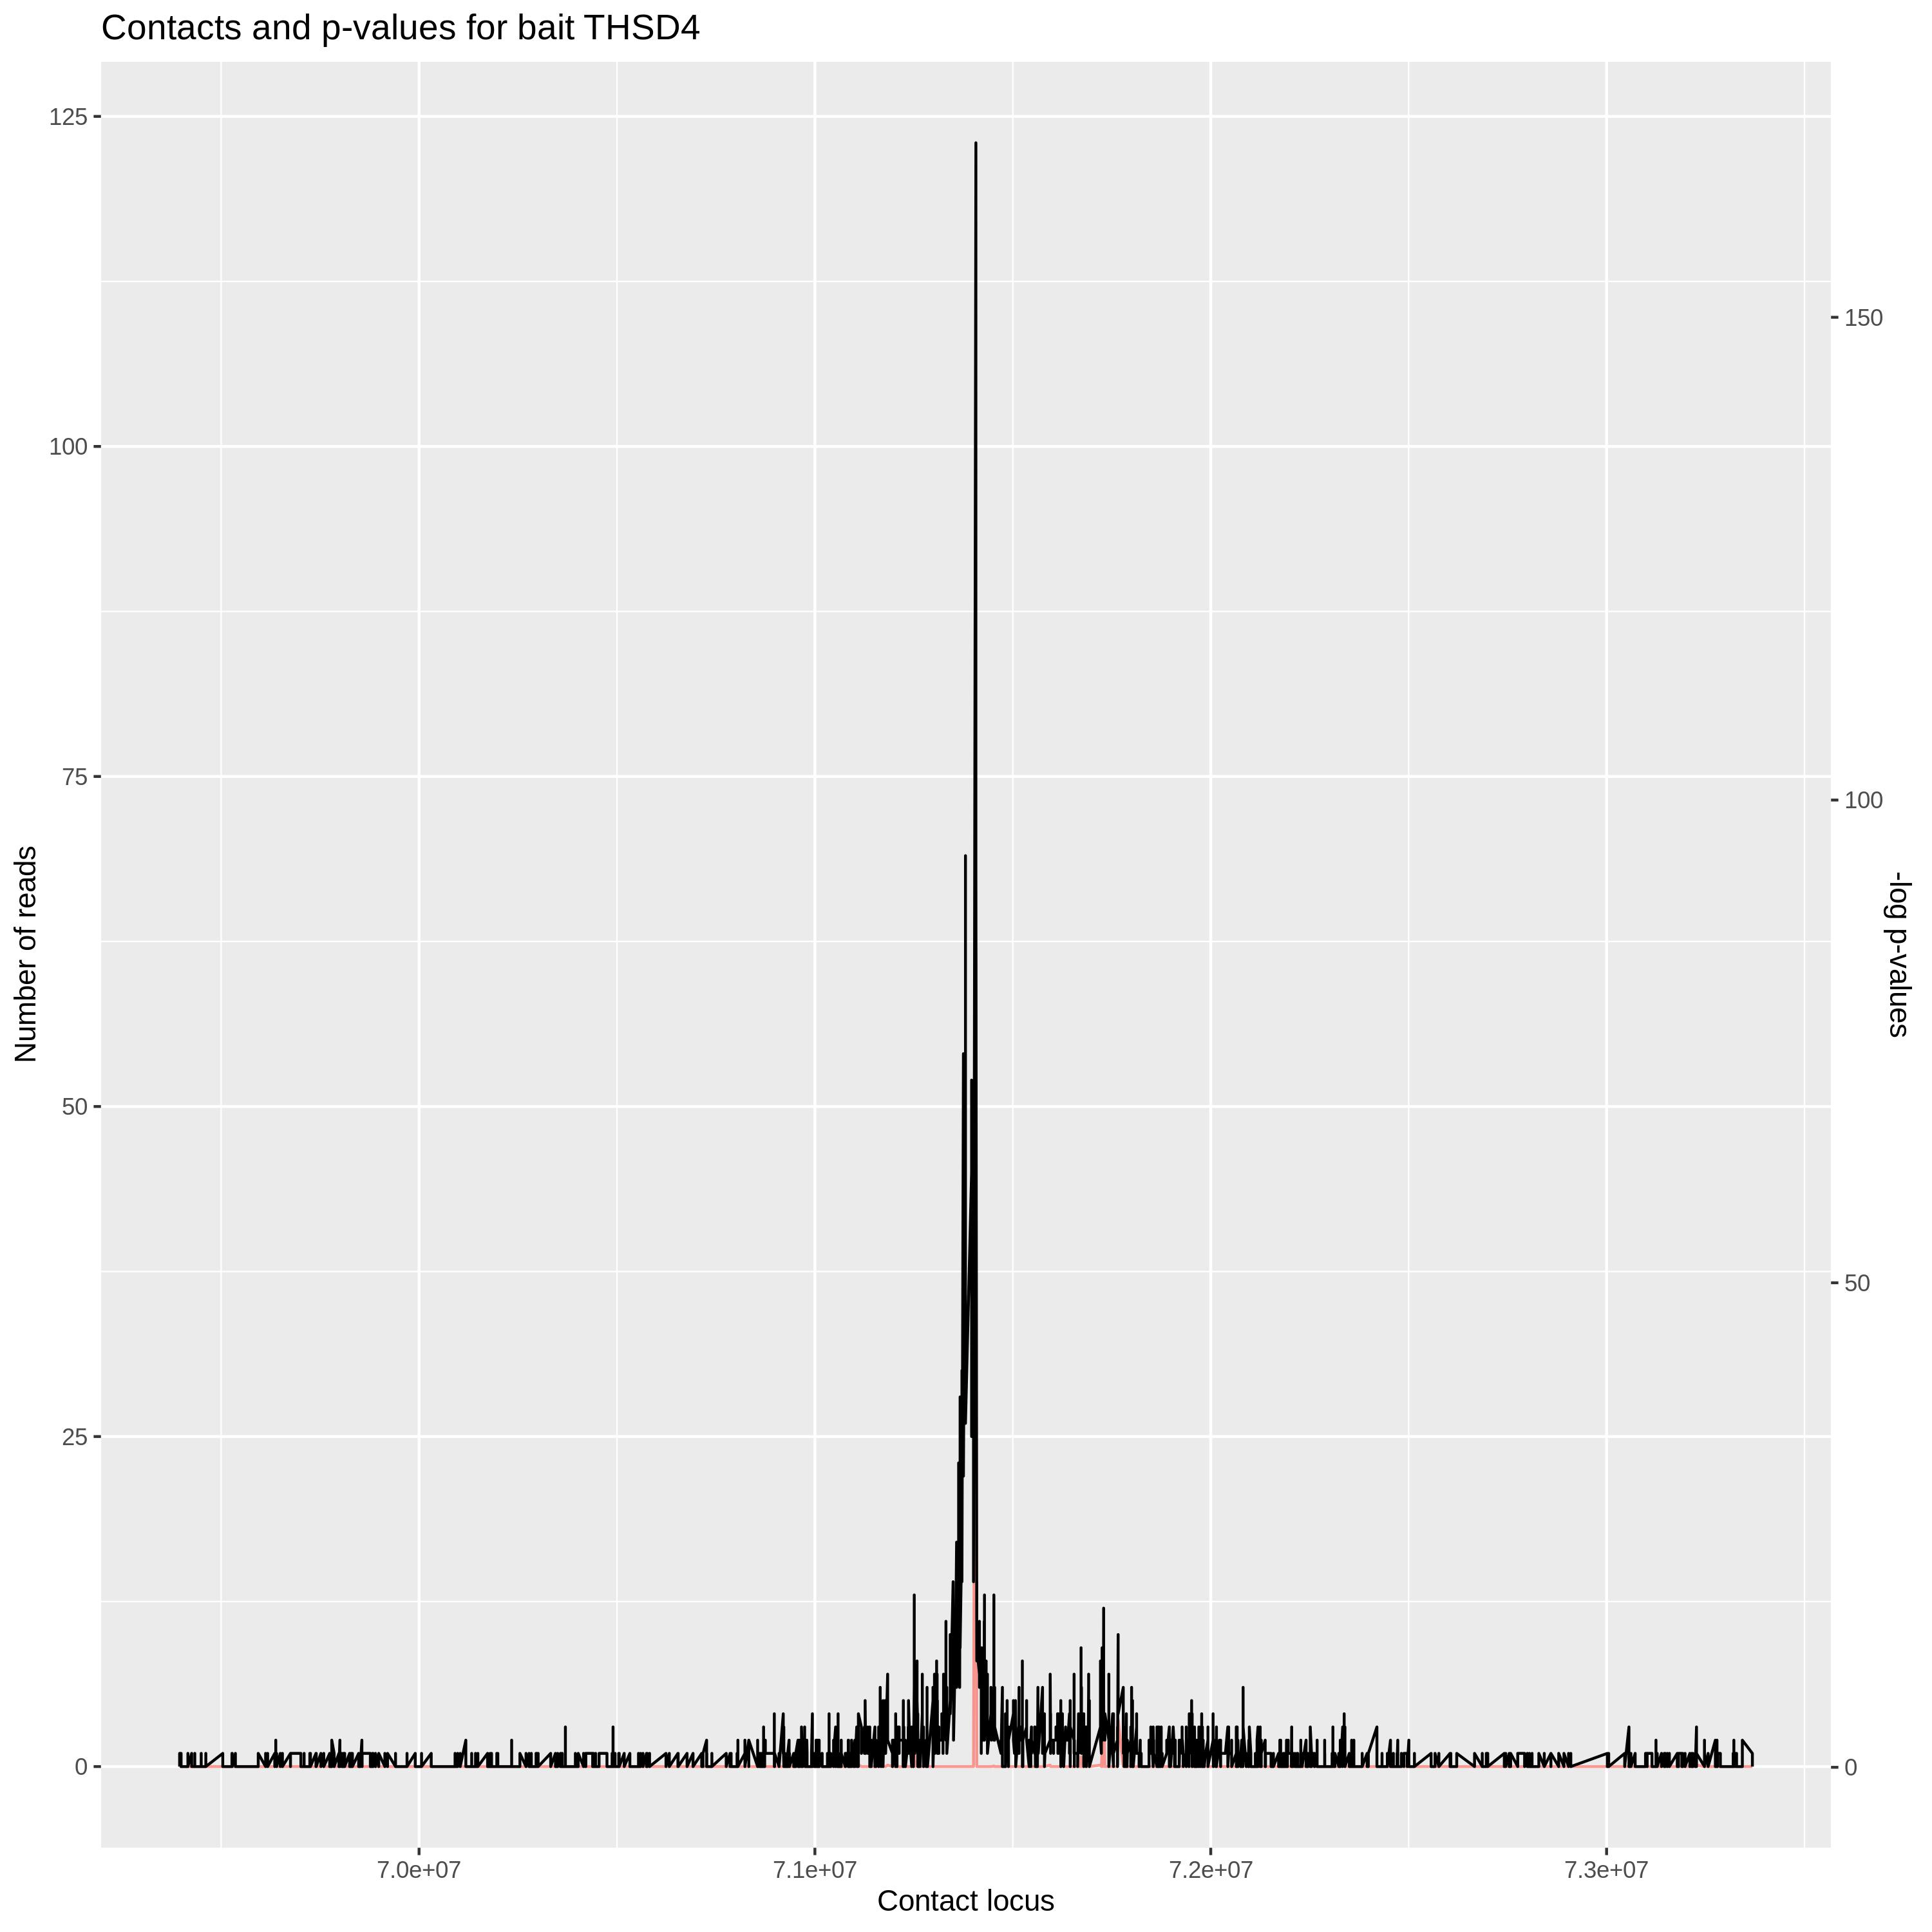 Contacts and p-values for bait THSD4
125
100
75
50
25
0
Number of reads
150
100
50
0
-log p-values
7.0e+07
7.1e+07
7.2e+07
7.3e+07
Contact locus